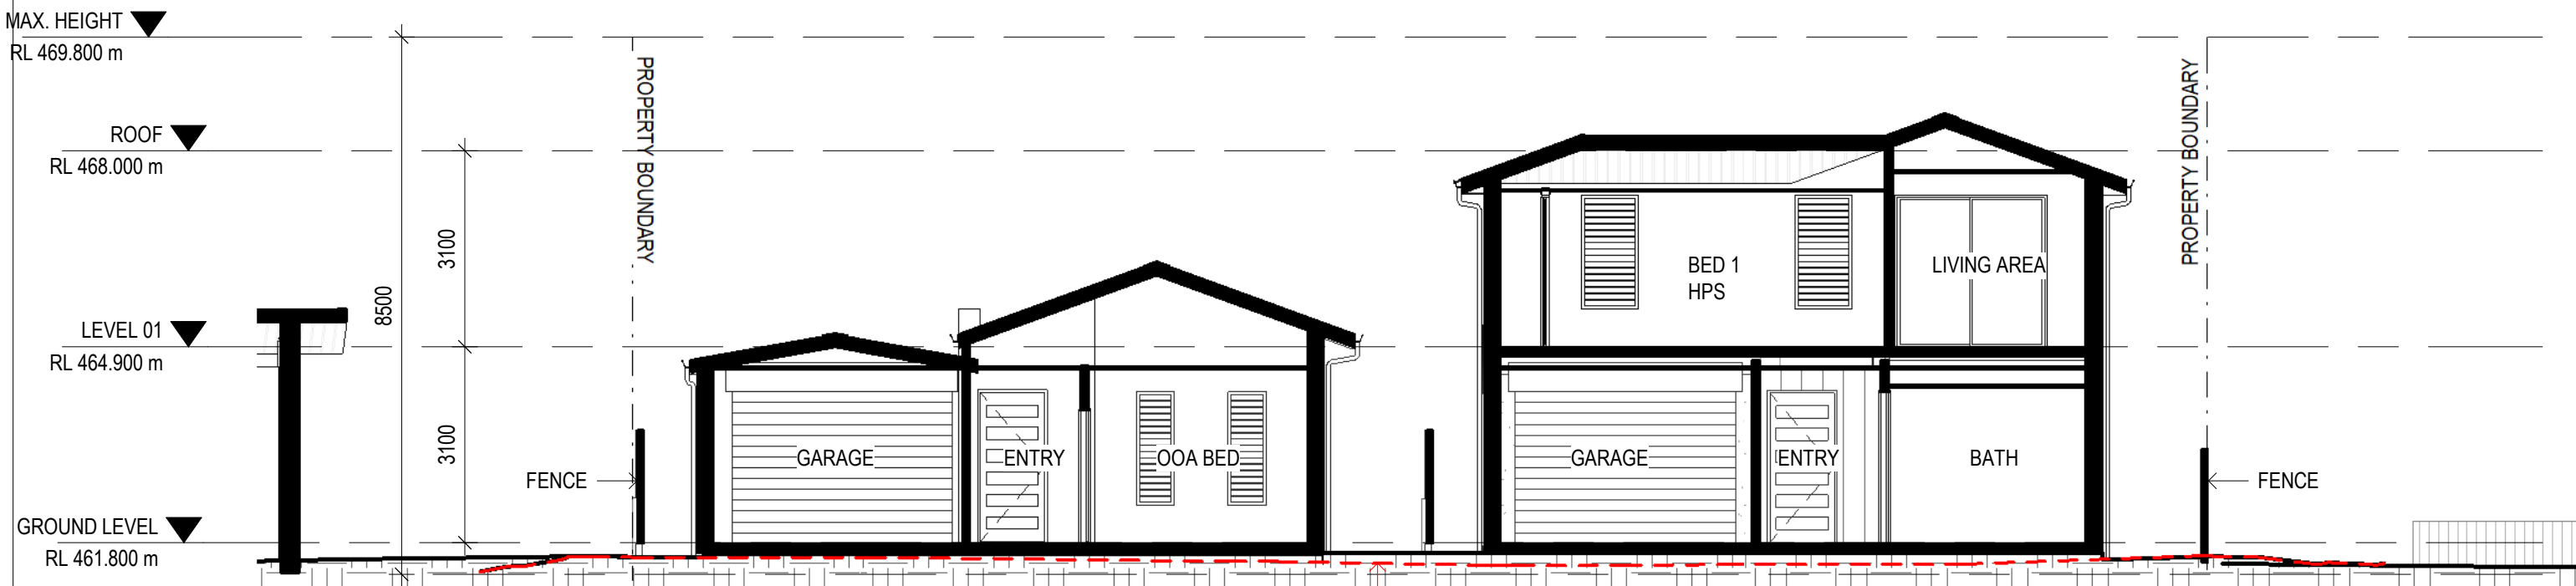 MAX. HEIGHT
RL 469.800 m
ROOF
RL 468.000 m
LEVEL 01
RL 464.900 m
GROUND LEVEL
RL 461.800 m
8500
3100
3100
PROPERTY BOUNDARY
FENCE
GARAGE
ENTRY
OOA BED
BED 1
HPS
LIVING AREA
GARAGE
ENTRY
BATH
PROPERTY BOUNDARY
FENCE